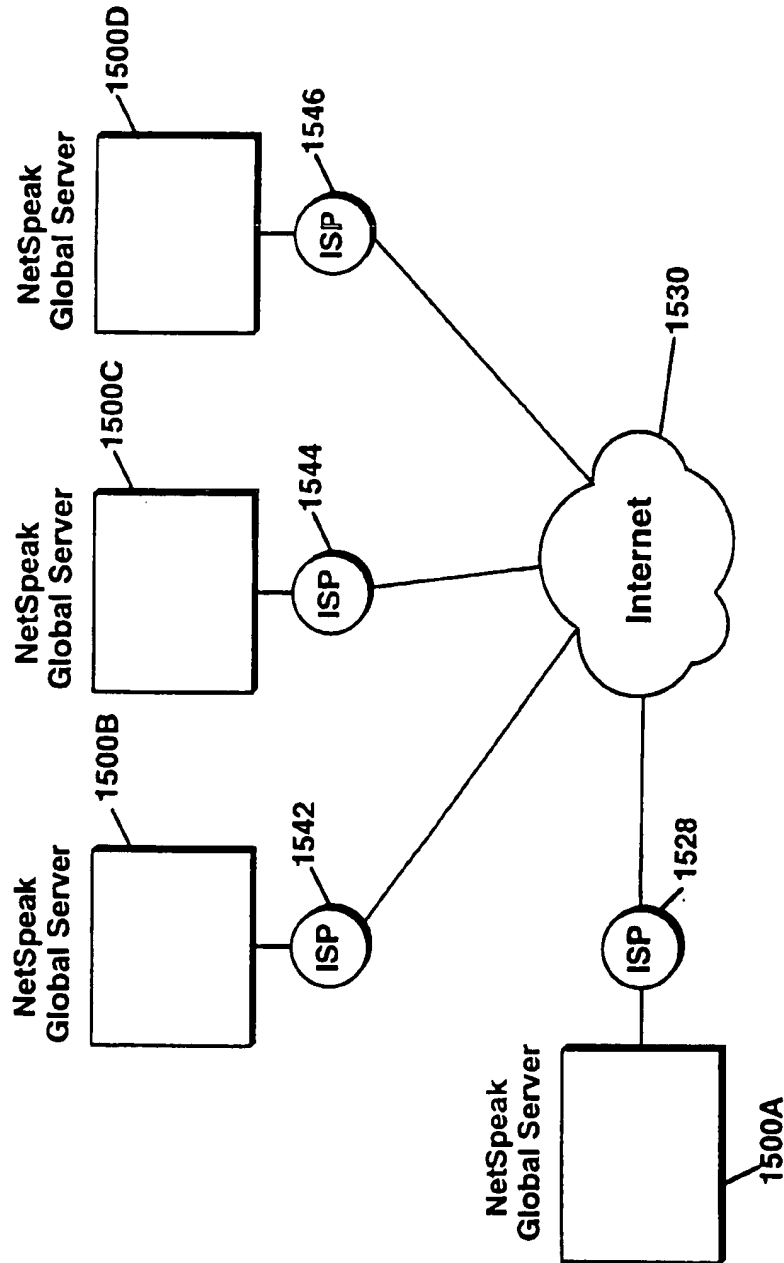 NetSpeak
Global Server
1500B
1542
ISP
NetSpeak
Global Server
1500C
1544
ISP
NetSpeak
Global Server
1500D
1546
ISP
Internet
1530
NetSpeak
Global Server
1500A
ISP
1528